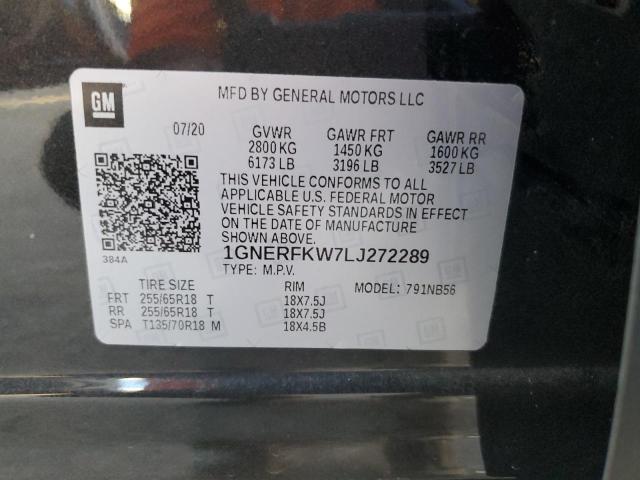 GM
MFD BY GENERAL MOTORS LLC
07/20 GVWR GAWR FRT GAWR RR
2800 KG 1450 KG 1600 KG
6173 LB 3196 LB 3527 LB
THIS VEHICLE CONFORMS TO ALL
APPLICABLE U.S. FEDERAL MOTOR
VEHICLE SAFETY STANDARDS IN EFFECT
ON THE DATE OF MANUFACTURE
SHOWN ABOVE.
384A
1GNERFKW7LJ272289
TYPE: M.P.V.
TIRE SIZE RIM MODEL: 791NB56
FRT 255/65R18 T 18X7.5J
RR 255/65R18 T 18X7.5J
SPA T135/70R18 M 18X4.5B